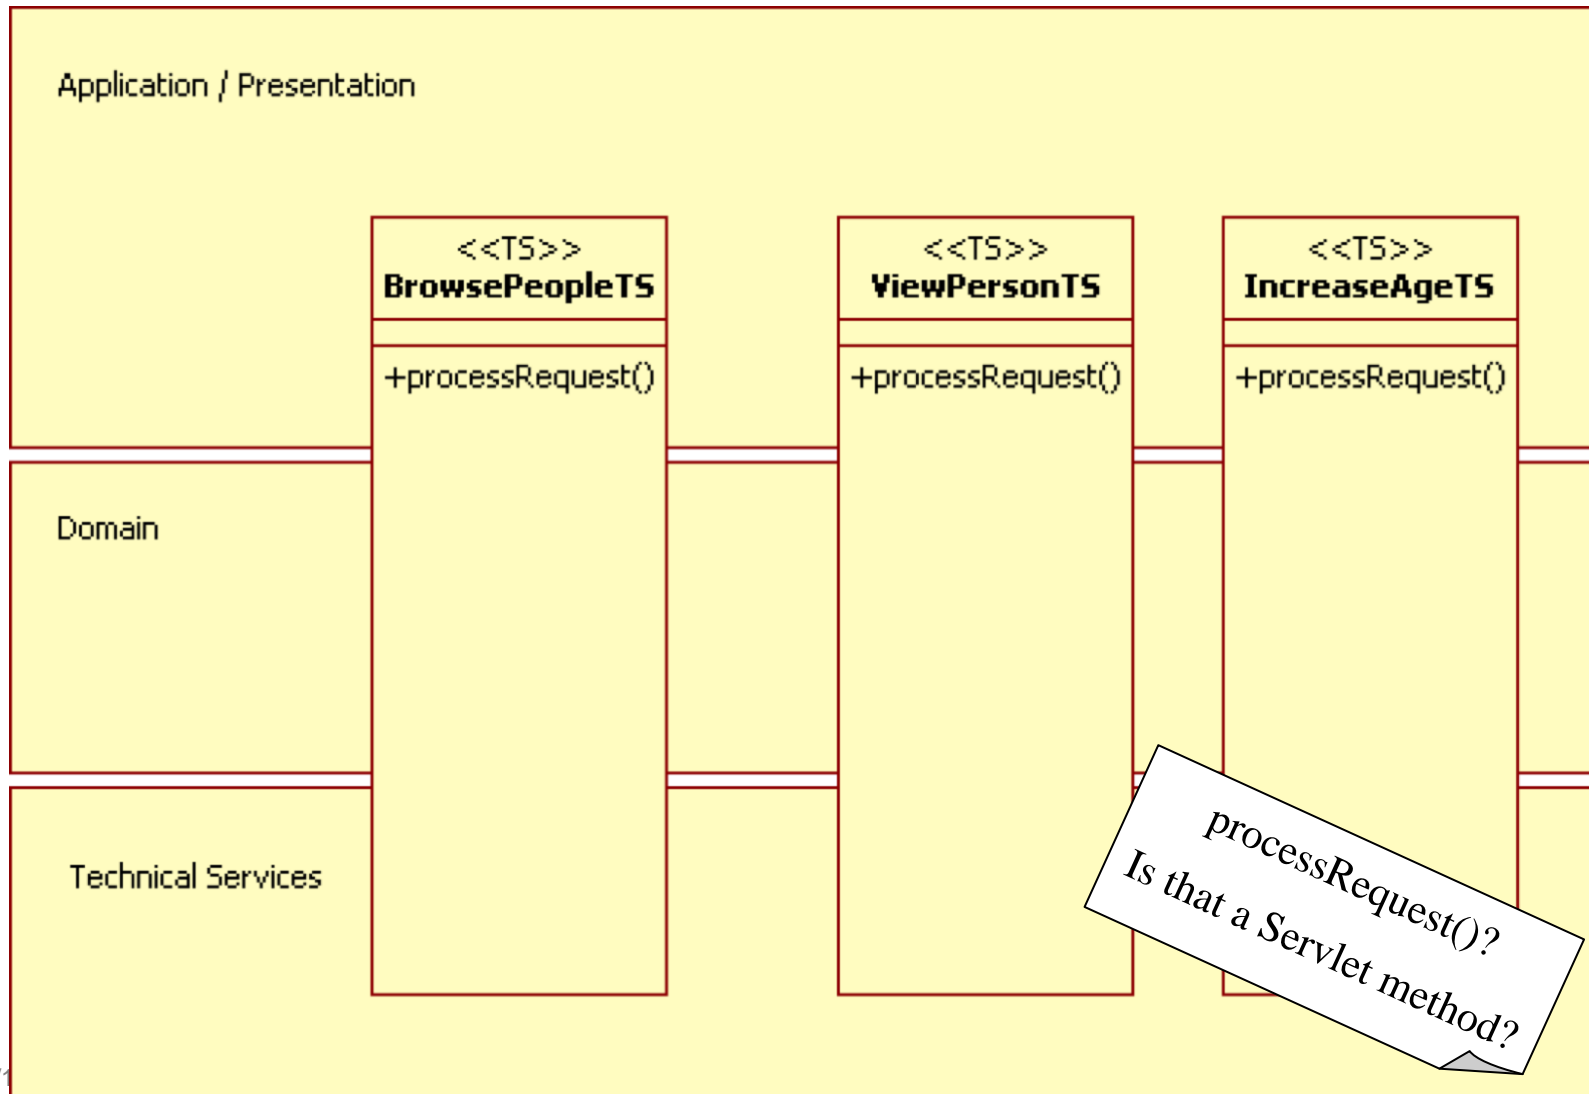 Application / Presentation
<<TS>>
BrowsePeopleTS
+processRequest()
<<TS>>
ViewPersonTS
+processRequest()
<<TS>>
IncreaseAgeTS
+processRequest()
Domain
Technical Services
processRequest()?
Is that a Servlet method?